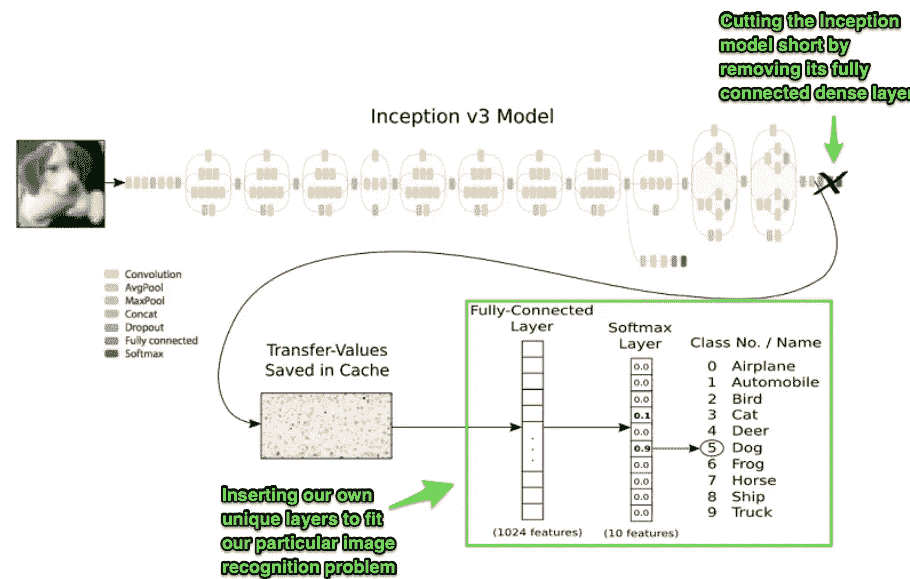 Cutting the Inception
model short by
removing its fully
connected dense layer
Inception v3 Model
Convolution
AvgPool
MaxPool
Concat
Dropout
Fully connected
Softmax
Transfer-Values
Saved in Cache
Fully-Connected
Layer
(1024 features)
Softmax
Layer
0.0
0.0
0.0
0.1
0.0
0.9
0.0
0.0
0.0
0.0
(10 features)
Class No. / Name
0 Airplane
1 Automobile
2 Bird
3 Cat
4 Deer
5 Dog
6 Frog
7 Horse
8 Ship
9 Truck
Inserting our own
unique layers to fit
our particular image
recognition problem